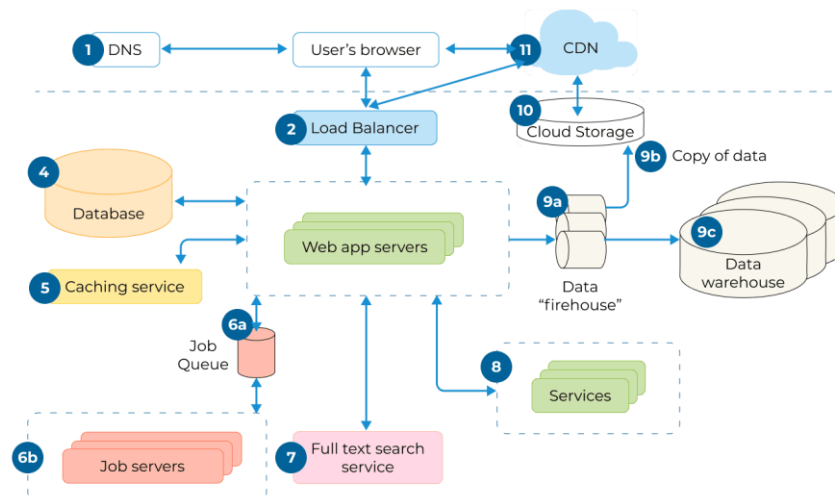 1 DNS
User's browser
11 CDN
2 Load Balancer
10
Cloud Storage
9b Copy of data
4
Database
9a
9c
Web app servers
Data
warehouse
5 Caching service
Data
"firehouse"
6a
Job
Queue
8
Services
6b Job servers
7 Full text search
service